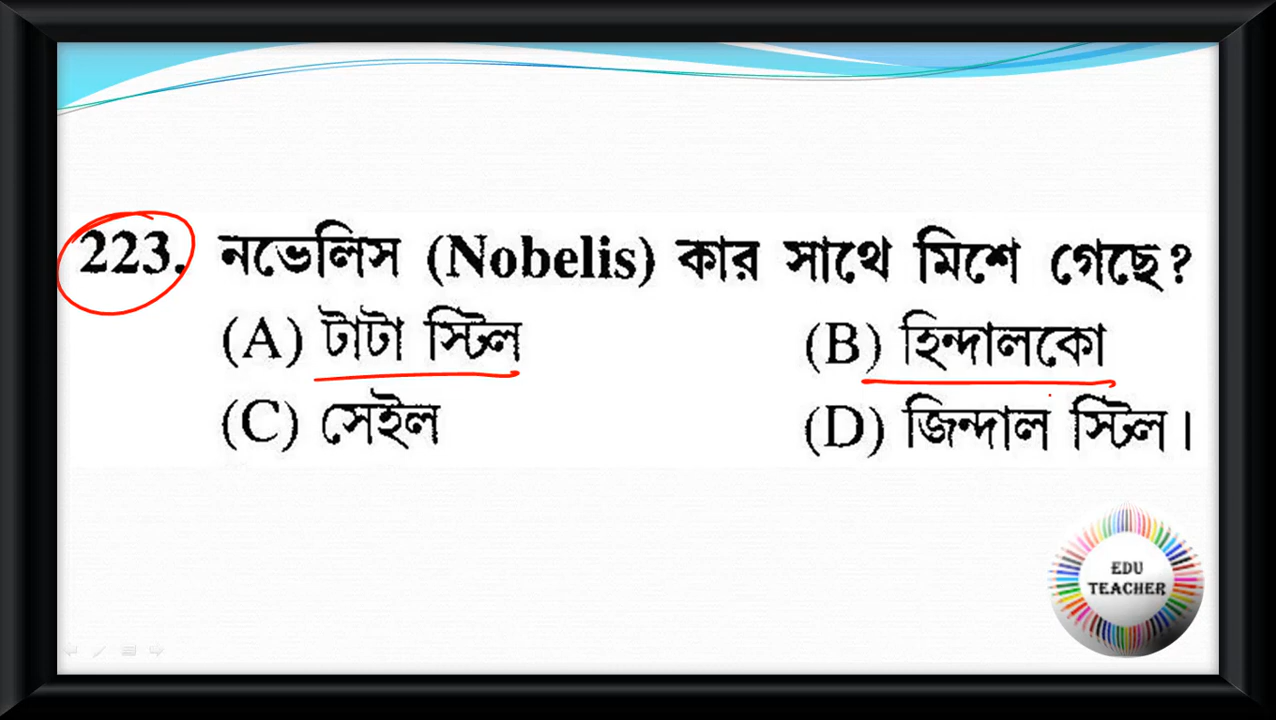 223. নভেলিস (Nobelis) কার সাথে মিশে গেছে?
(A) টাটা স্টিল (B) হিন্দালকো
(C) সেইল (D) জিন্দাল স্টিল।
EDU
TEACHER